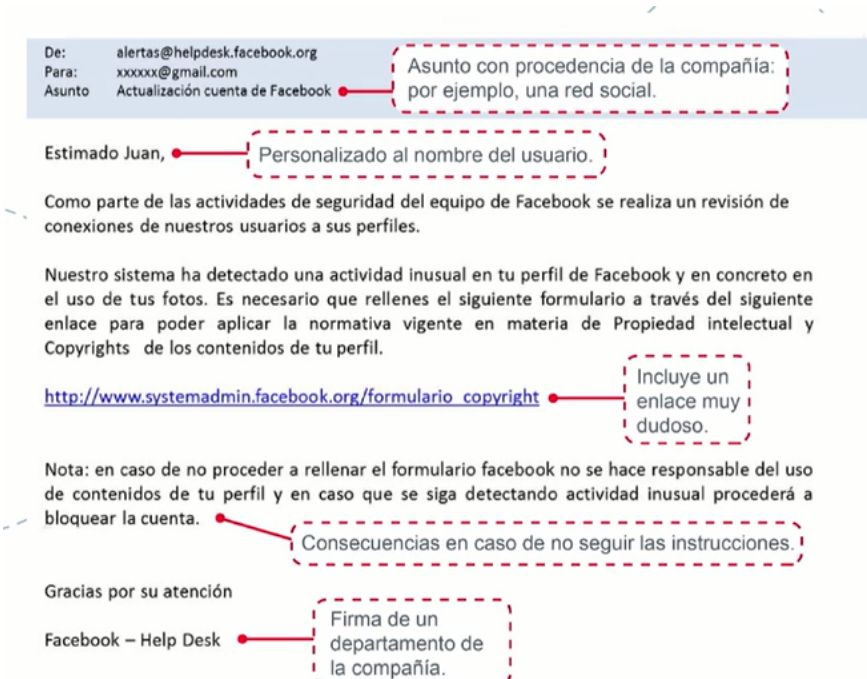 De: alertas@helpdesk.facebook.org
Para: xxxxxx@gmail.com
Asunto Actualización cuenta de Facebook
Asunto con procedencia de la compañía:
por ejemplo, una red social.
Estimado Juan,
Personalizado al nombre del usuario.
Como parte de las actividades de seguridad del equipo de Facebook se realiza un revisión de
conexiones de nuestros usuarios a sus perfiles.
Nuestro sistema ha detectado una actividad inusual en tu perfil de Facebook y en concreto en
el uso de tus fotos. Es necesario que rellenes el siguiente formulario a través del siguiente
enlace para poder aplicar la normativa vigente en materia de Propiedad intelectual y
Copyrights de los contenidos de tu perfil.
http://www.systemadmin.facebook.org/formulario_copyright
Incluye un
enlace muy
dudoso.
Nota: en caso de no proceder a rellenar el formulario facebook no se hace responsable del uso
de contenidos de tu perfil y en caso que se siga detectando actividad inusual procederá a
bloquear la cuenta.
Consecuencias en caso de no seguir las instrucciones.
Gracias por su atención
Facebook – Help Desk
Firma de un
departamento de
la compañía.